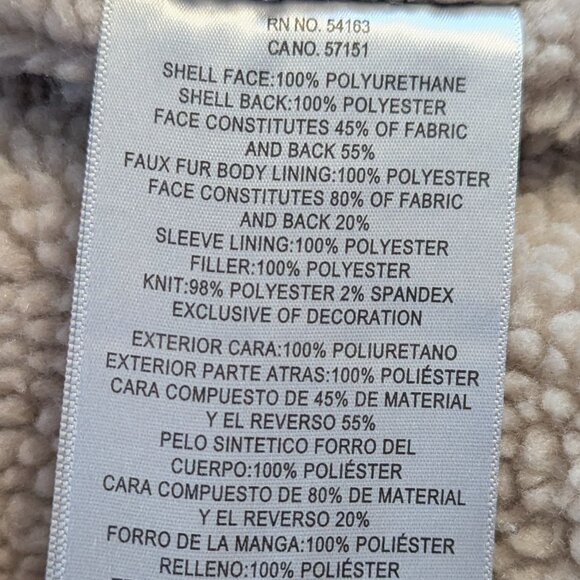 RN NO. 54163
CA NO. 57151
SHELL FACE:100% POLYURETHANE
SHELL BACK:100% POLYESTER
FACE CONSTITUTES 45% OF FABRIC
AND BACK 55%
FAUX FUR BODY LINING:100% POLYESTER
FACE CONSTITUTES 80% OF FABRIC
AND BACK 20%
SLEEVE LINING:100% POLYESTER
FILLER:100% POLYESTER
KNIT:98% POLYESTER 2% SPANDEX
EXCLUSIVE OF DECORATION
EXTERIOR CARA:100% POLIURETANO
EXTERIOR PARTE ATRAS:100% POLIÉSTER
CARA COMPUESTO DE 45% DE MATERIAL
Y EL REVERSO 55%
PELO SINTETICO FORRO DEL
CUERPO:100% POLIÉSTER
CARA COMPUESTO DE 80% DE MATERIAL
Y EL REVERSO 20%
FORRO DE LA MANGA:100% POLIÉSTER
RELLENO:100% POLIÉSTER